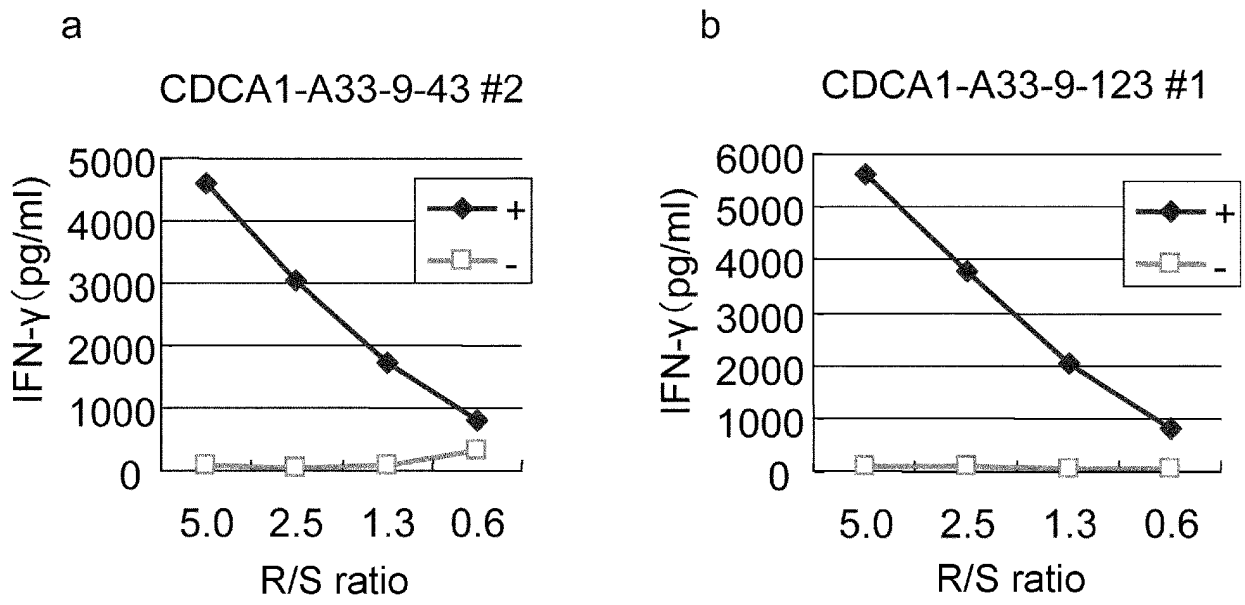 a
CDCA1-A33-9-43 #2
IFN-γ(pg/ml)
5000
4000
3000
2000
1000
0
+
-
5.0 2.5 1.3 0.6
R/S ratio
b
CDCA1-A33-9-123 #1
IFN-γ(pg/ml)
6000
5000
4000
3000
2000
1000
0
+
-
5.0 2.5 1.3 0.6
R/S ratio